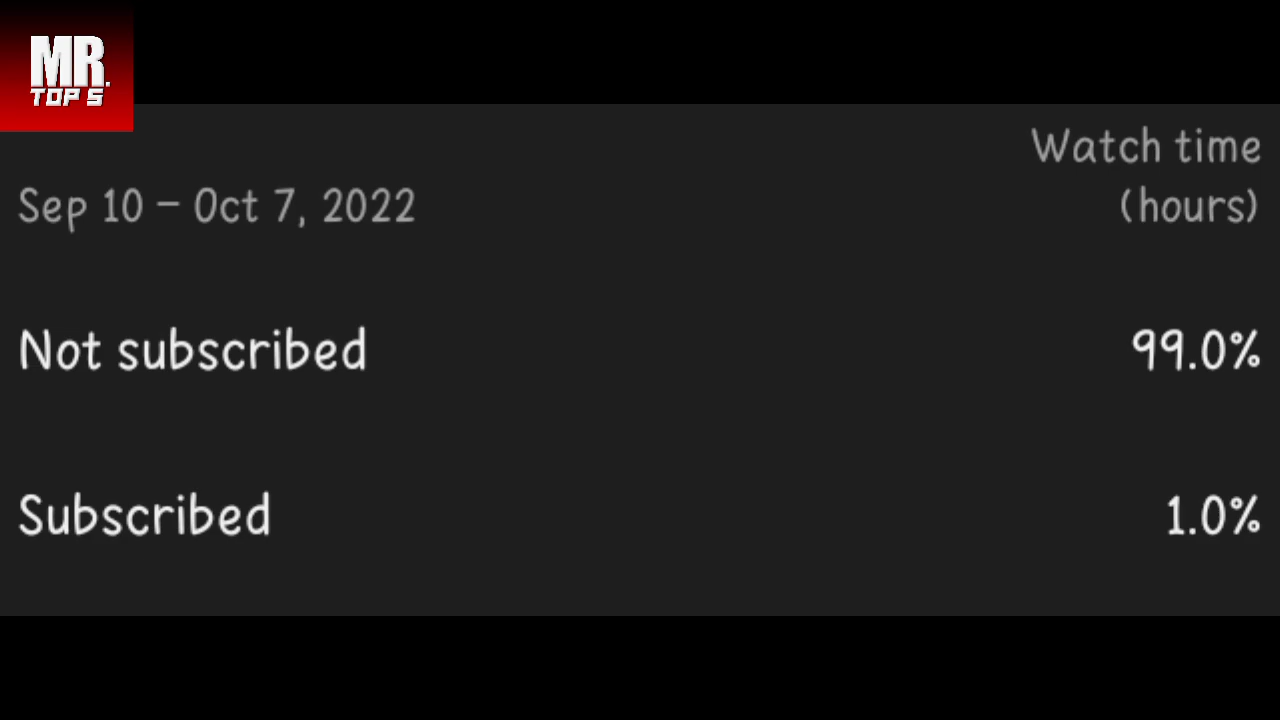 MR.
TOP 5
Watch time
(hours)
Sep 10 – Oct 7, 2022
Not subscribed 99.0%
Subscribed 1.0%